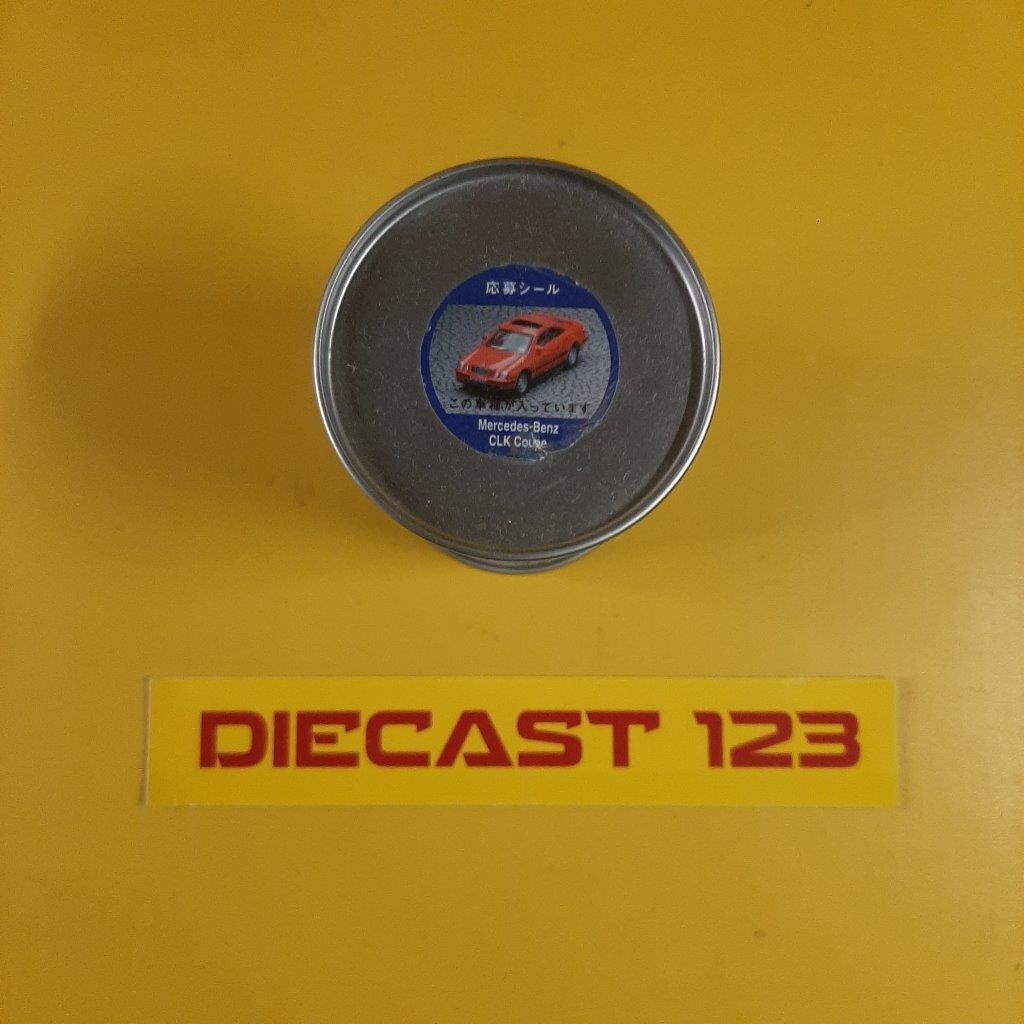 応募シール
この車種が入っています
Mercedes-Benz
CLK Coupe
DIECAST 123